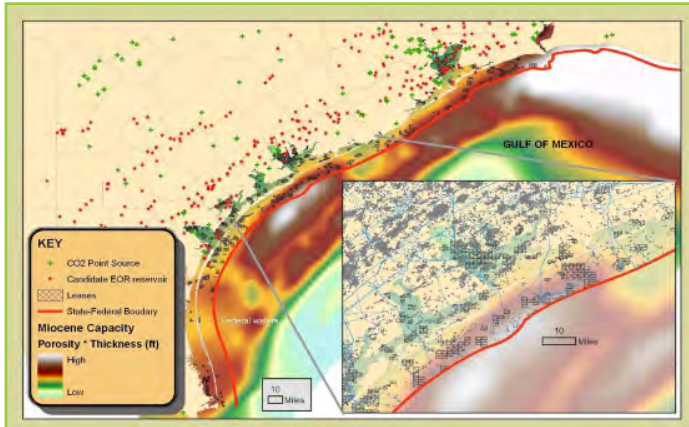 GULF OF MEXICO
KEY
CO2 Point Source
Candidate EOR reservoir
Leases
State-Federal Boudary
Miocene Capacity
Porosity * Thickness (ft)
High
Low
Federal waters
10
Miles
10
Miles